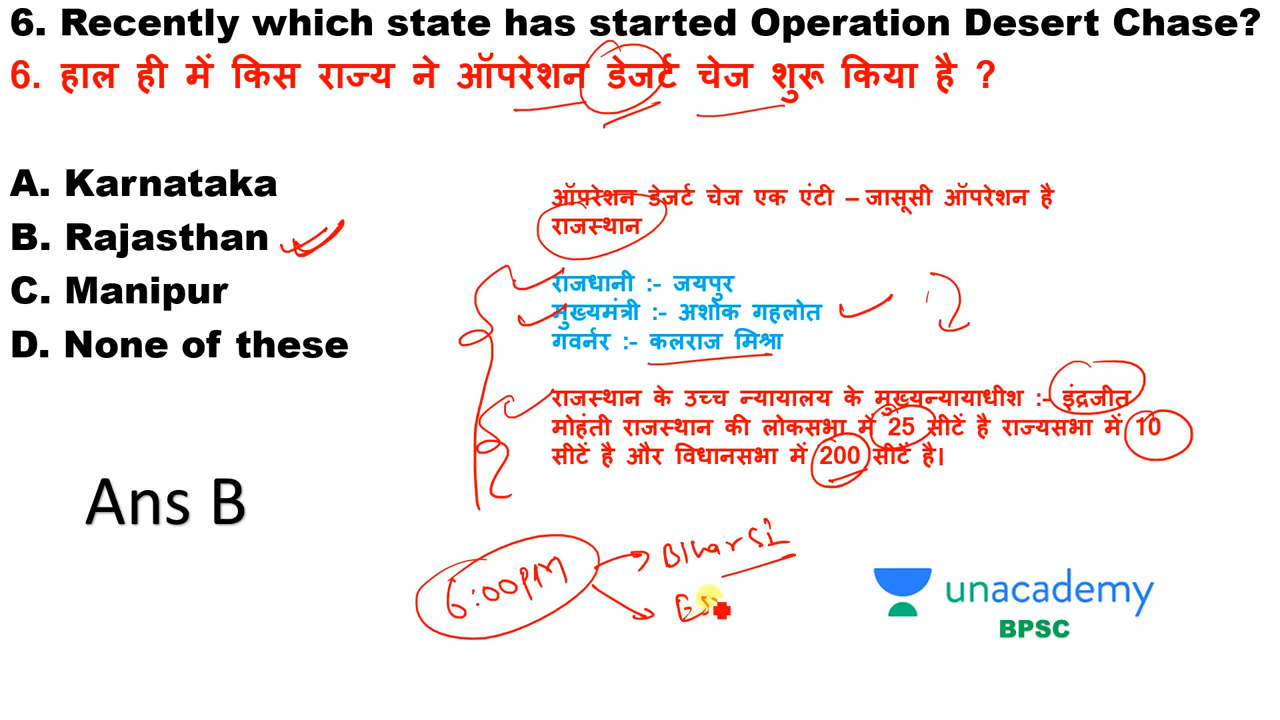 6. Recently which state has started Operation Desert Chase?
6. हाल ही में किस राज्य ने ऑपरेशन डेजर्ट चेज शुरू किया है ?
A. Karnataka
B. Rajasthan
C. Manipur
D. None of these
Ans B
ऑपरेशन डेजर्ट चेज एक एंटी – जासूसी ऑपरेशन है
राजस्थान
राजधानी :- जयपुर
मुख्यमंत्री :- अशोक गहलोत
गवर्नर :- कलराज मिश्रा
राजस्थान के उच्च न्यायालय के मुख्यन्यायाधीश :- इंद्रजीत
मोहंती राजस्थान की लोकसभा में 25 सीटें है राज्यसभा में 10
सीटें है और विधानसभा में 200 सीटें है।
6:00PM
Bihar SI
unacademy
BPSC